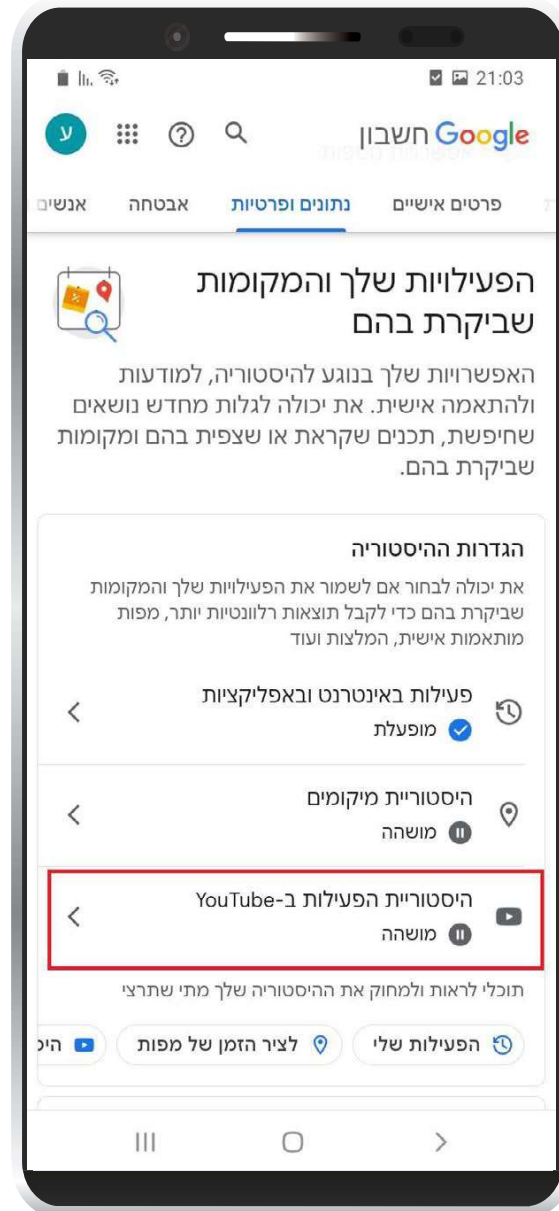 21:03
חשבון Google
ע
פרטים אישיים
נתונים ופרטיות
אבטחה
אנשים
הפעילויות שלך והמקומות
שביקרת בהם
האפשרויות שלך בנוגע להיסטוריה, למודעות
ולהתאמה אישית. את יכולה לגלות מחדש נושאים
שחיפשת, תכנים שקראת או שצפית בהם ומקומות
שביקרת בהם.
הגדרות ההיסטוריה
את יכולה לבחור אם לשמור את הפעילויות שלך והמקומות
שביקרת בהם כדי לקבל תוצאות רלוונטיות יותר, מפות
מותאמות אישית, המלצות ועוד
פעילות באינטרנט ובאפליקציות
מופעלת
היסטוריית מיקומים
מושהה
היסטוריית הפעילות ב-YouTube
מושהה
תוכלי לראות ולמחוק את ההיסטוריה שלך מתי שתרצי
הפעילות שלי
לציר הזמן של מפות
היס